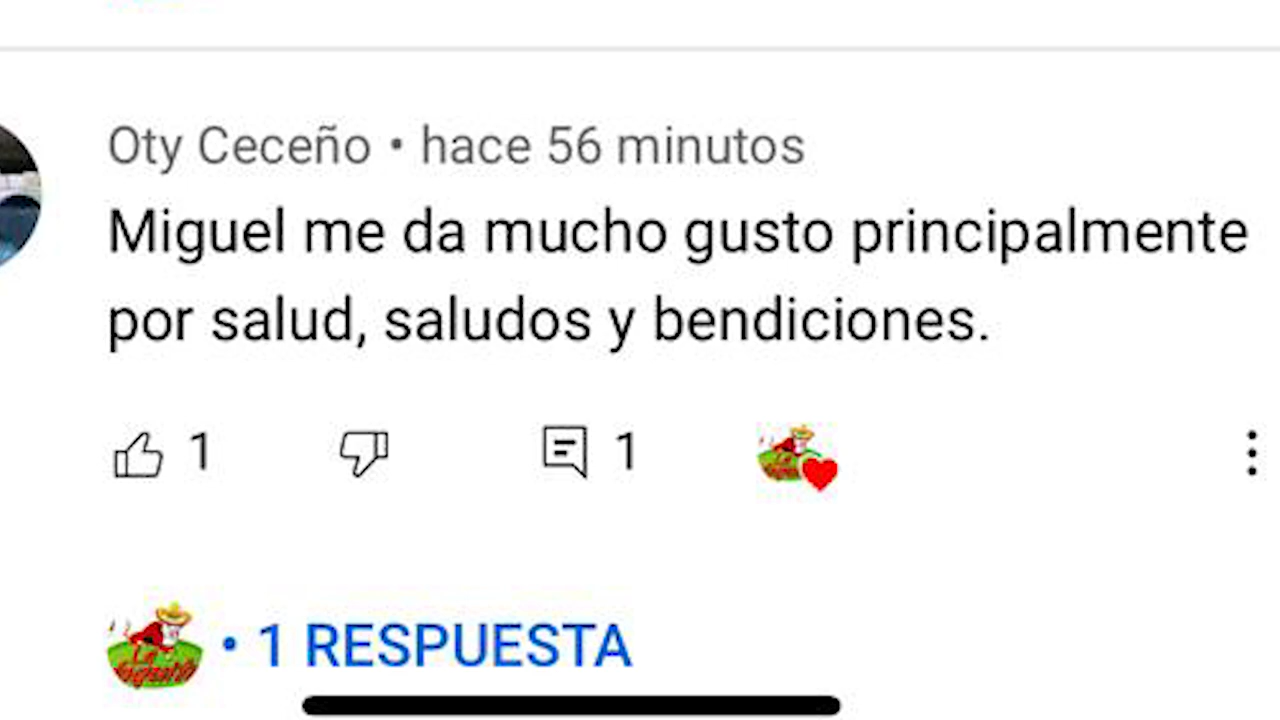 Oty Ceceño • hace 56 minutos
Miguel me da mucho gusto principalmente
por salud, saludos y bendiciones.
1 1
• 1 RESPUESTA